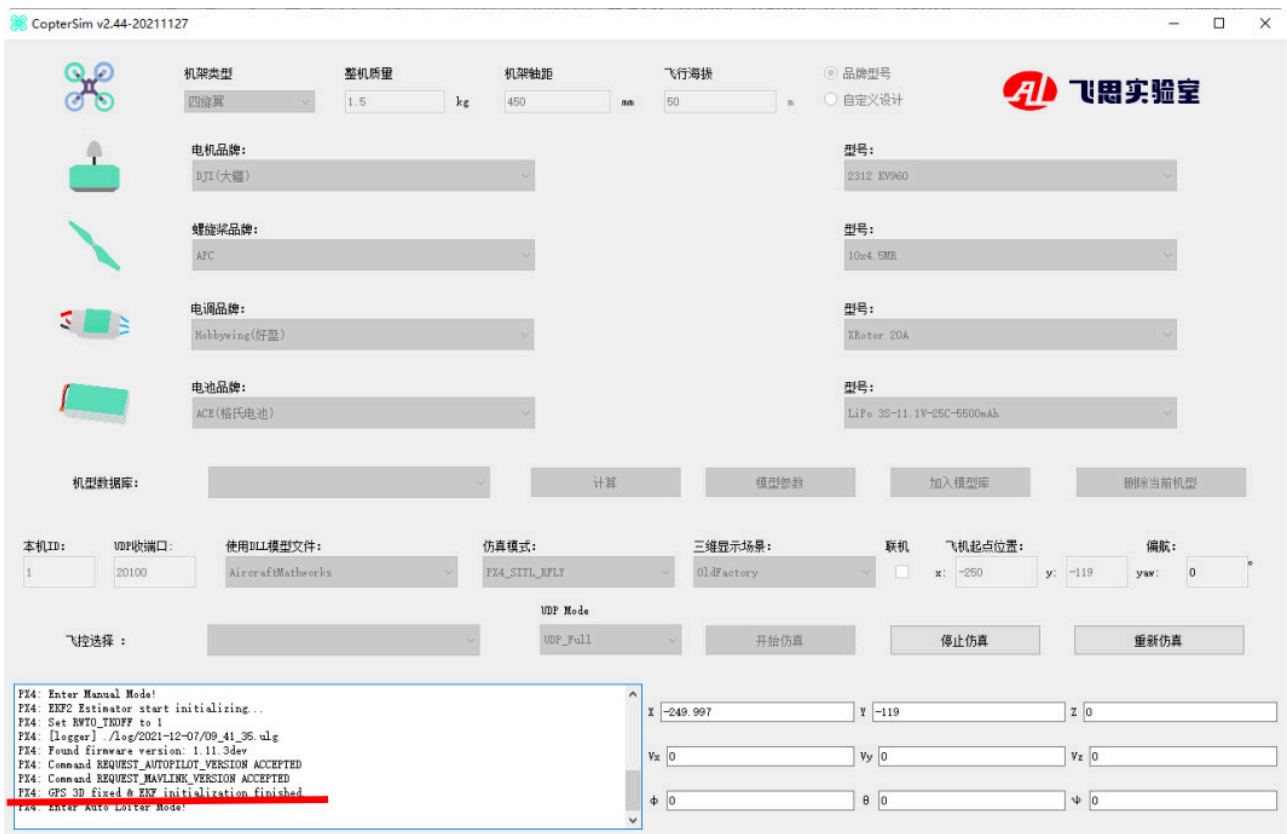 CopterSim v2.44-20211127
机架类型 整机质量 机架轴距 飞行海拔 品牌型号
四旋翼 1.5 kg 450 mm 50 m 自定义设计
飞思实验室
电机品牌: 型号:
DJI(大疆) 2312 KV960
螺旋桨品牌: 型号:
APC 10x4.5MR
电调品牌: 型号:
Hobbywing(好盈) XRotor 20A
电池品牌: 型号:
ACE(格氏电池) LiPo 3S-11.1V-25C-5500mAh
机型数据库: 计算 模型参数 加入模型库 删除当前机型
本机ID: UDP收端口: 使用DLL模型文件: 仿真模式: 三维显示场景: 联机 飞机起点位置: 偏航:
1 20100 AircraftMathworks PX4_SITL_RFLY OldFactory x: -250 y: -119 yaw: 0 °
UDP Mode
飞控选择 : UDP_Full 开始仿真 停止仿真 重新仿真
PX4: Enter Manual Mode!
PX4: EKF2 Estimator start initializing...
PX4: Set RWTO_TKOFF to 1
PX4: [logger] ./log/2021-12-07/09_41_35.ulg
PX4: Found firmware version: 1.11.3dev
PX4: Command REQUEST_AUTOPILOT_VERSION ACCEPTED
PX4: Command REQUEST_MAVLINK_VERSION ACCEPTED
PX4: GPS 3D fixed & EKF initialization finished
PX4: Enter Auto Loiter Mode!
X -249.997 Y -119 Z 0
Vx 0 Vy 0 Vz 0
ϕ 0 θ 0 ψ 0